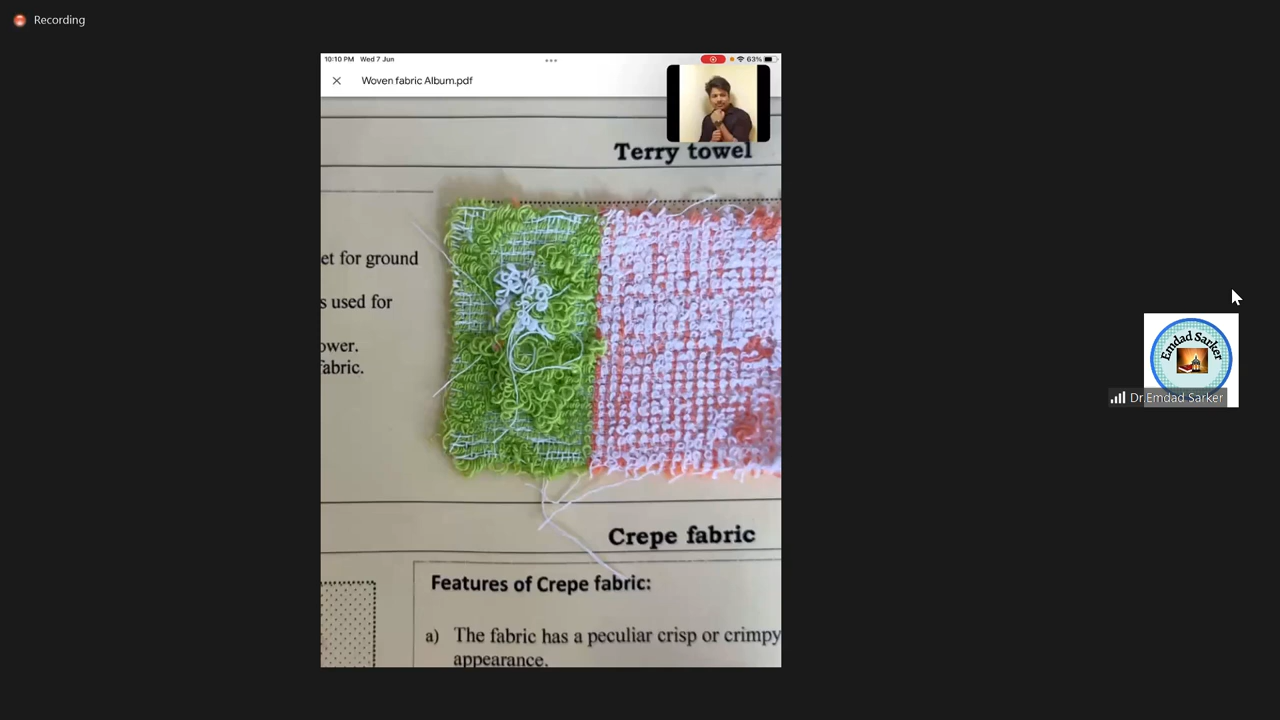 Recording
10:10 PM Wed 7 Jun
63%
Woven fabric Album.pdf
Terry towel
et for ground
s used for
ower.
fabric.
Emdad Sarker
Dr.Emdad Sarker
Crepe fabric
Features of Crepe fabric:
a) The fabric has a peculiar crisp or crimpy
appearance.